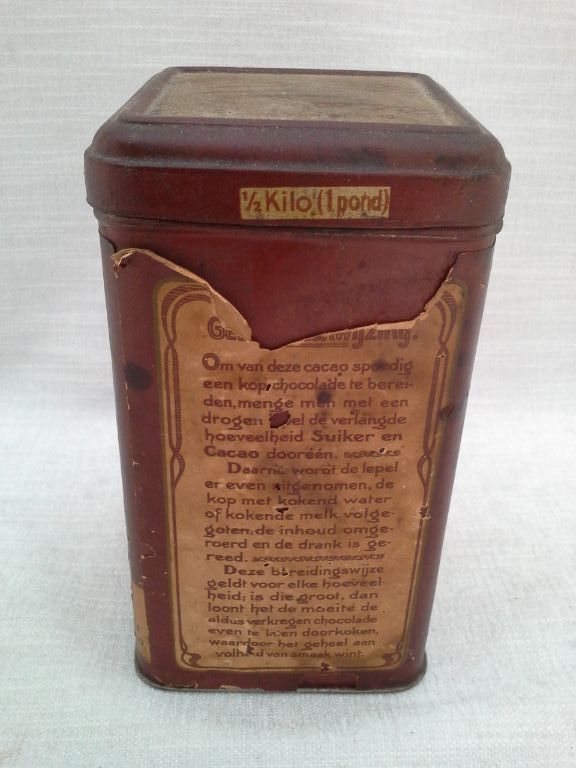 ½ Kilo (1 pond)
Om van deze cacao spoedig
een kop chocolade te berei-
den, menge men met een
drogen lepel de verlangde
hoeveelheid Suiker en
Cacao dooréén.
Daarna wordt de lepel
er even uitgenomen, de
kop met kokend water
of kokende melk volge-
goten, de inhoud omge-
roerd en de drank is ge-
reed.
Deze bereidingswijze
geldt voor elke hoeveel-
heid; is die groot, dan
loont het de moeite de
aldus verkregen chocolade
even te laten doorkoken,
waardoor het geheel aan
volheid van smaak wint.